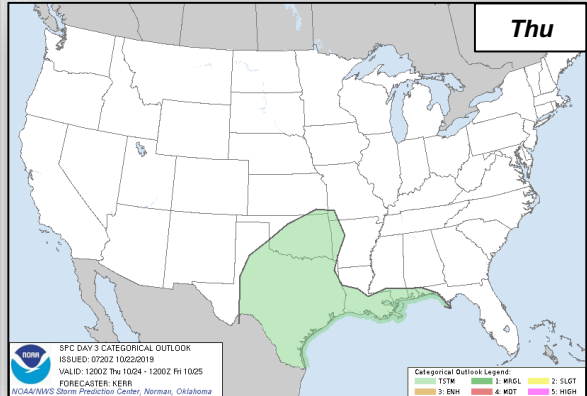 Thu
SPC DAY 3 CATEGORICAL OUTLOOK
ISSUED: 0720Z 10/22/2019
VALID: 1200Z Thu 10/24 - 1200Z Fri 10/25
FORECASTER: KERR
NOAA/NWS Storm Prediction Center, Norman, Oklahoma
NOAA
Categorical Outlook Legend:
TSTM 1: MRGL 2: SLGT
3: ENH 4: MDT 5: HIGH